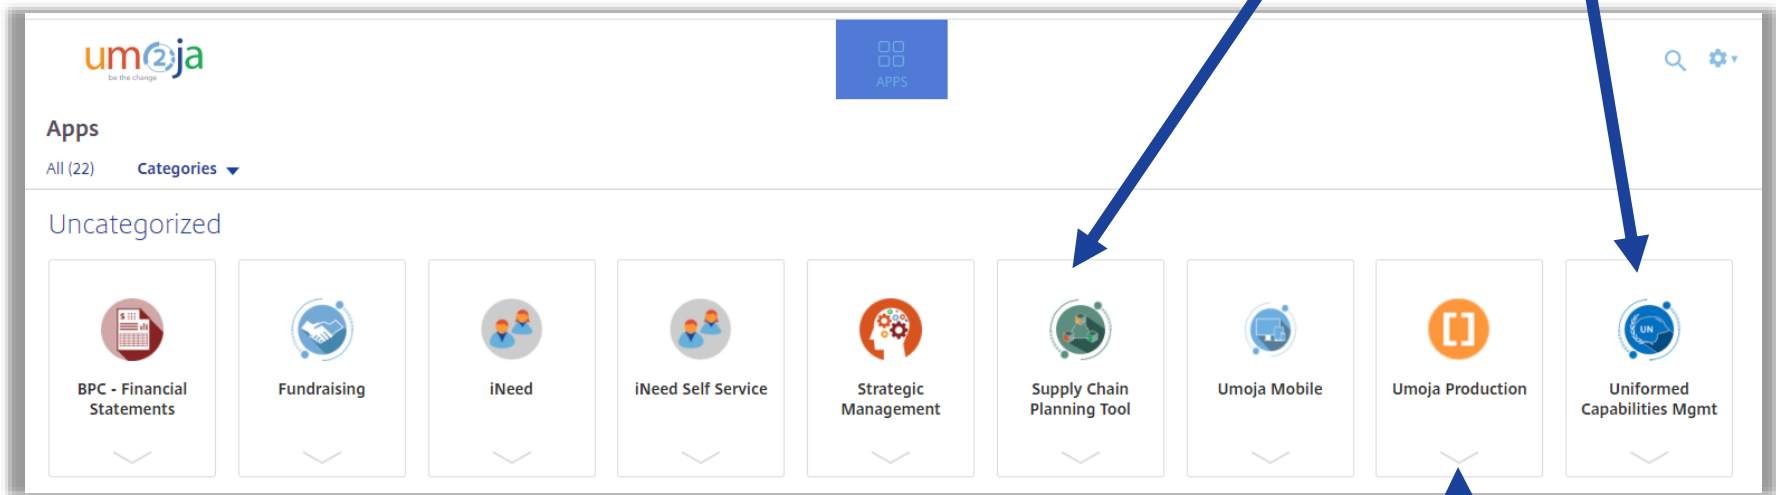 um2ja
be the change
APPS
Apps
All (22) Categories
Uncategorized
BPC - Financial
Statements
Fundraising
iNeed
iNeed Self Service
Strategic
Management
Supply Chain
Planning Tool
Umoja Mobile
Umoja Production
UN
Uniformed
Capabilities Mgmt